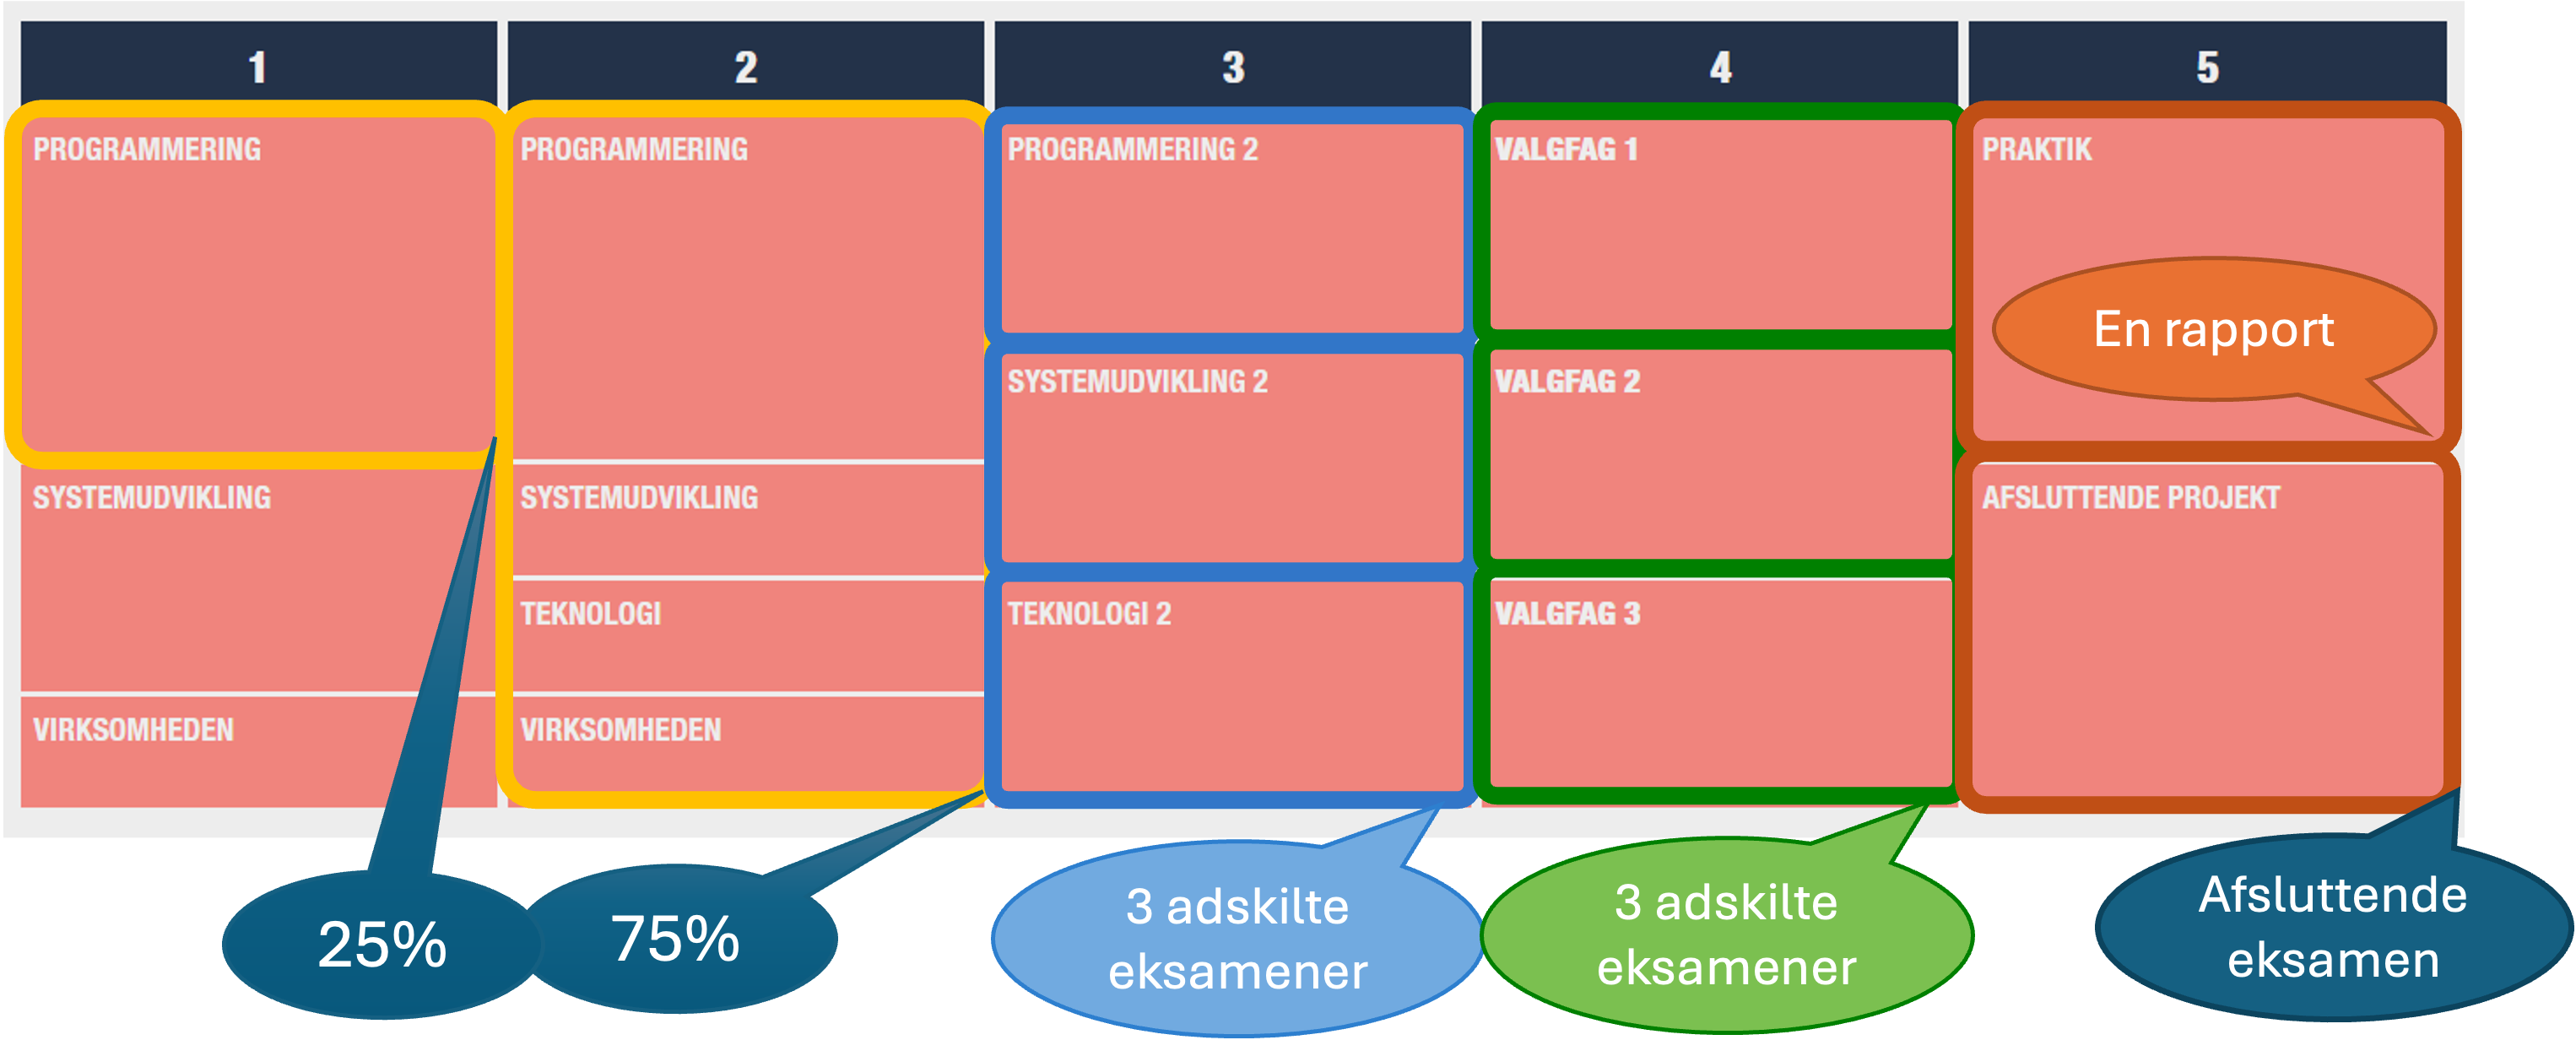 1
2
3
4
5
PROGRAMMERING
SYSTEMUDVIKLING
VIRKSOMHEDEN
PROGRAMMERING
SYSTEMUDVIKLING
TEKNOLOGI
VIRKSOMHEDEN
PROGRAMMERING 2
SYSTEMUDVIKLING 2
TEKNOLOGI 2
VALGFAG 1
VALGFAG 2
VALGFAG 3
PRAKTIK
En rapport
AFSLUTTENDE PROJEKT
25%
75%
3 adskilte
eksamener
3 adskilte
eksamener
Afsluttende
eksamen